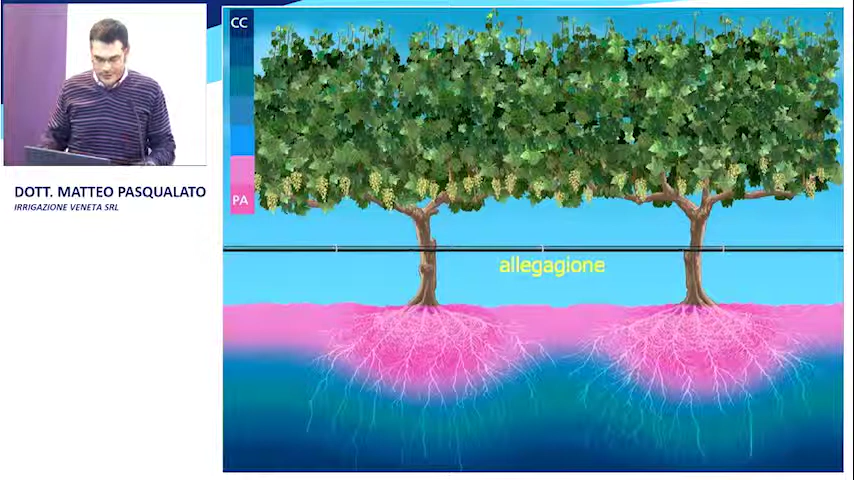 DOTT. MATTEO PASQUALATO
IRRIGAZIONE VENETA SRL
CC
PA
allegagione